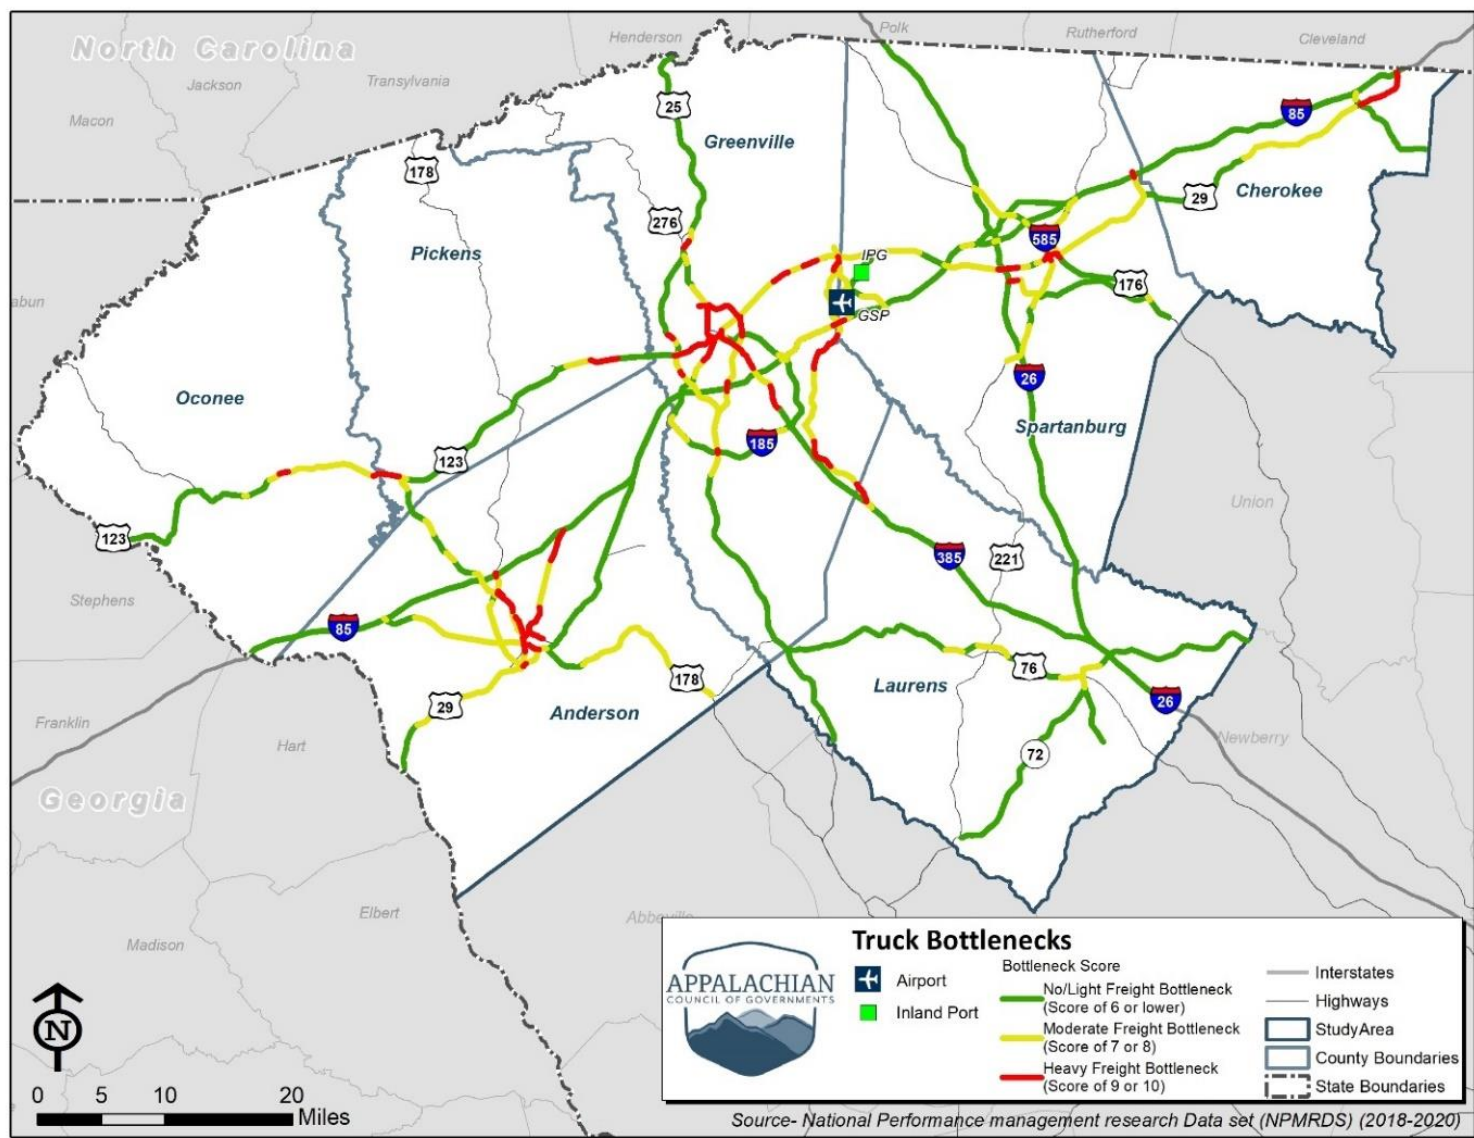 North Carolina
Henderson
Polk
Rutherford
Cleveland
Jackson
Transylvania
Macon
25
85
Greenville
178
29
Cherokee
276
585
Pickens
IPG
176
abun
GSP
26
Oconee
Spartanburg
185
123
Union
123
385
221
Stephens
85
76
178
Laurens
26
29
Anderson
Franklin
Newberry
Hart
72
Georgia
Elbert
Abbeville
Madison
N
0 5 10 20
Miles
APPALACHIAN
COUNCIL OF GOVERNMENTS
Truck Bottlenecks
Airport
Inland Port
Bottleneck Score
No/Light Freight Bottleneck
(Score of 6 or lower)
Moderate Freight Bottleneck
(Score of 7 or 8)
Heavy Freight Bottleneck
(Score of 9 or 10)
Interstates
Highways
StudyArea
County Boundaries
State Boundaries
Source- National Performance management research Data set (NPMRDS) (2018-2020)